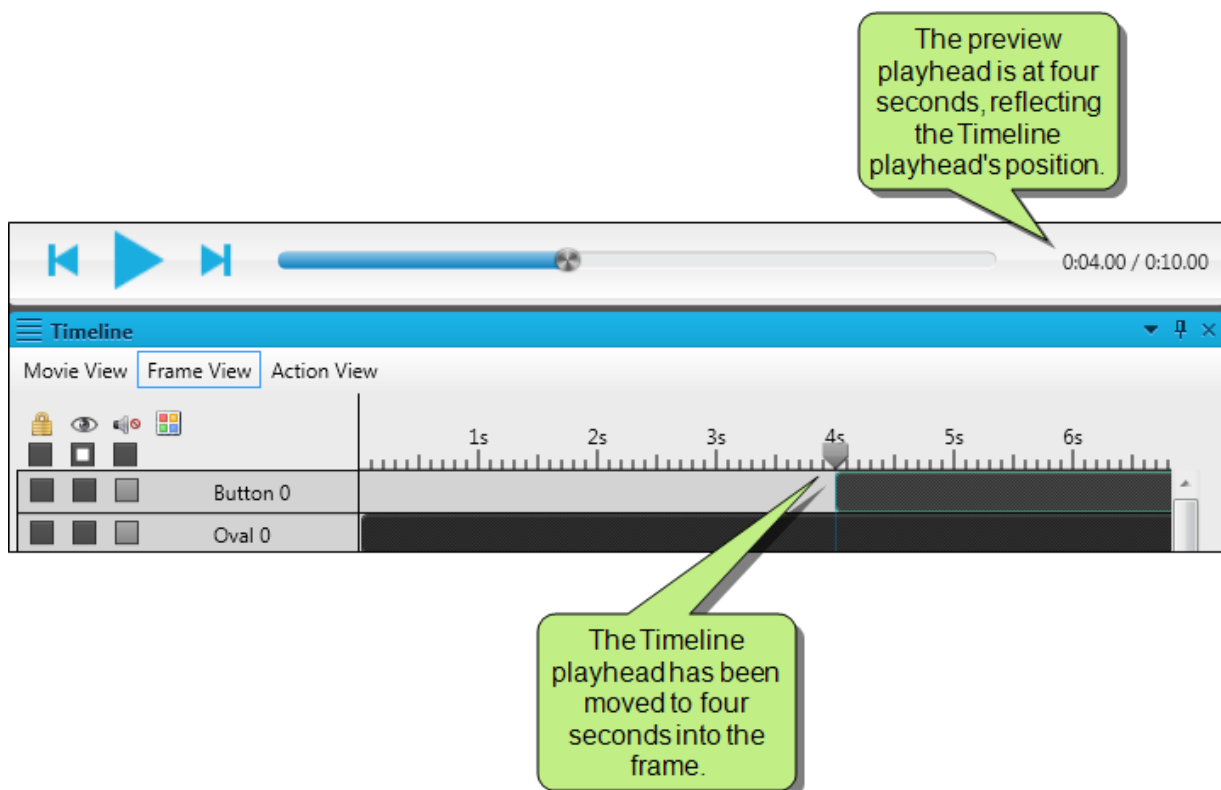 The preview
playhead is at four
seconds, reflecting
the Timeline
playhead's position.
0:04.00 / 0:10.00
Timeline
Movie View Frame View Action View
1s 2s 3s 4s 5s 6s
Button 0
Oval 0
The Timeline
playhead has been
moved to four
seconds into the
frame.